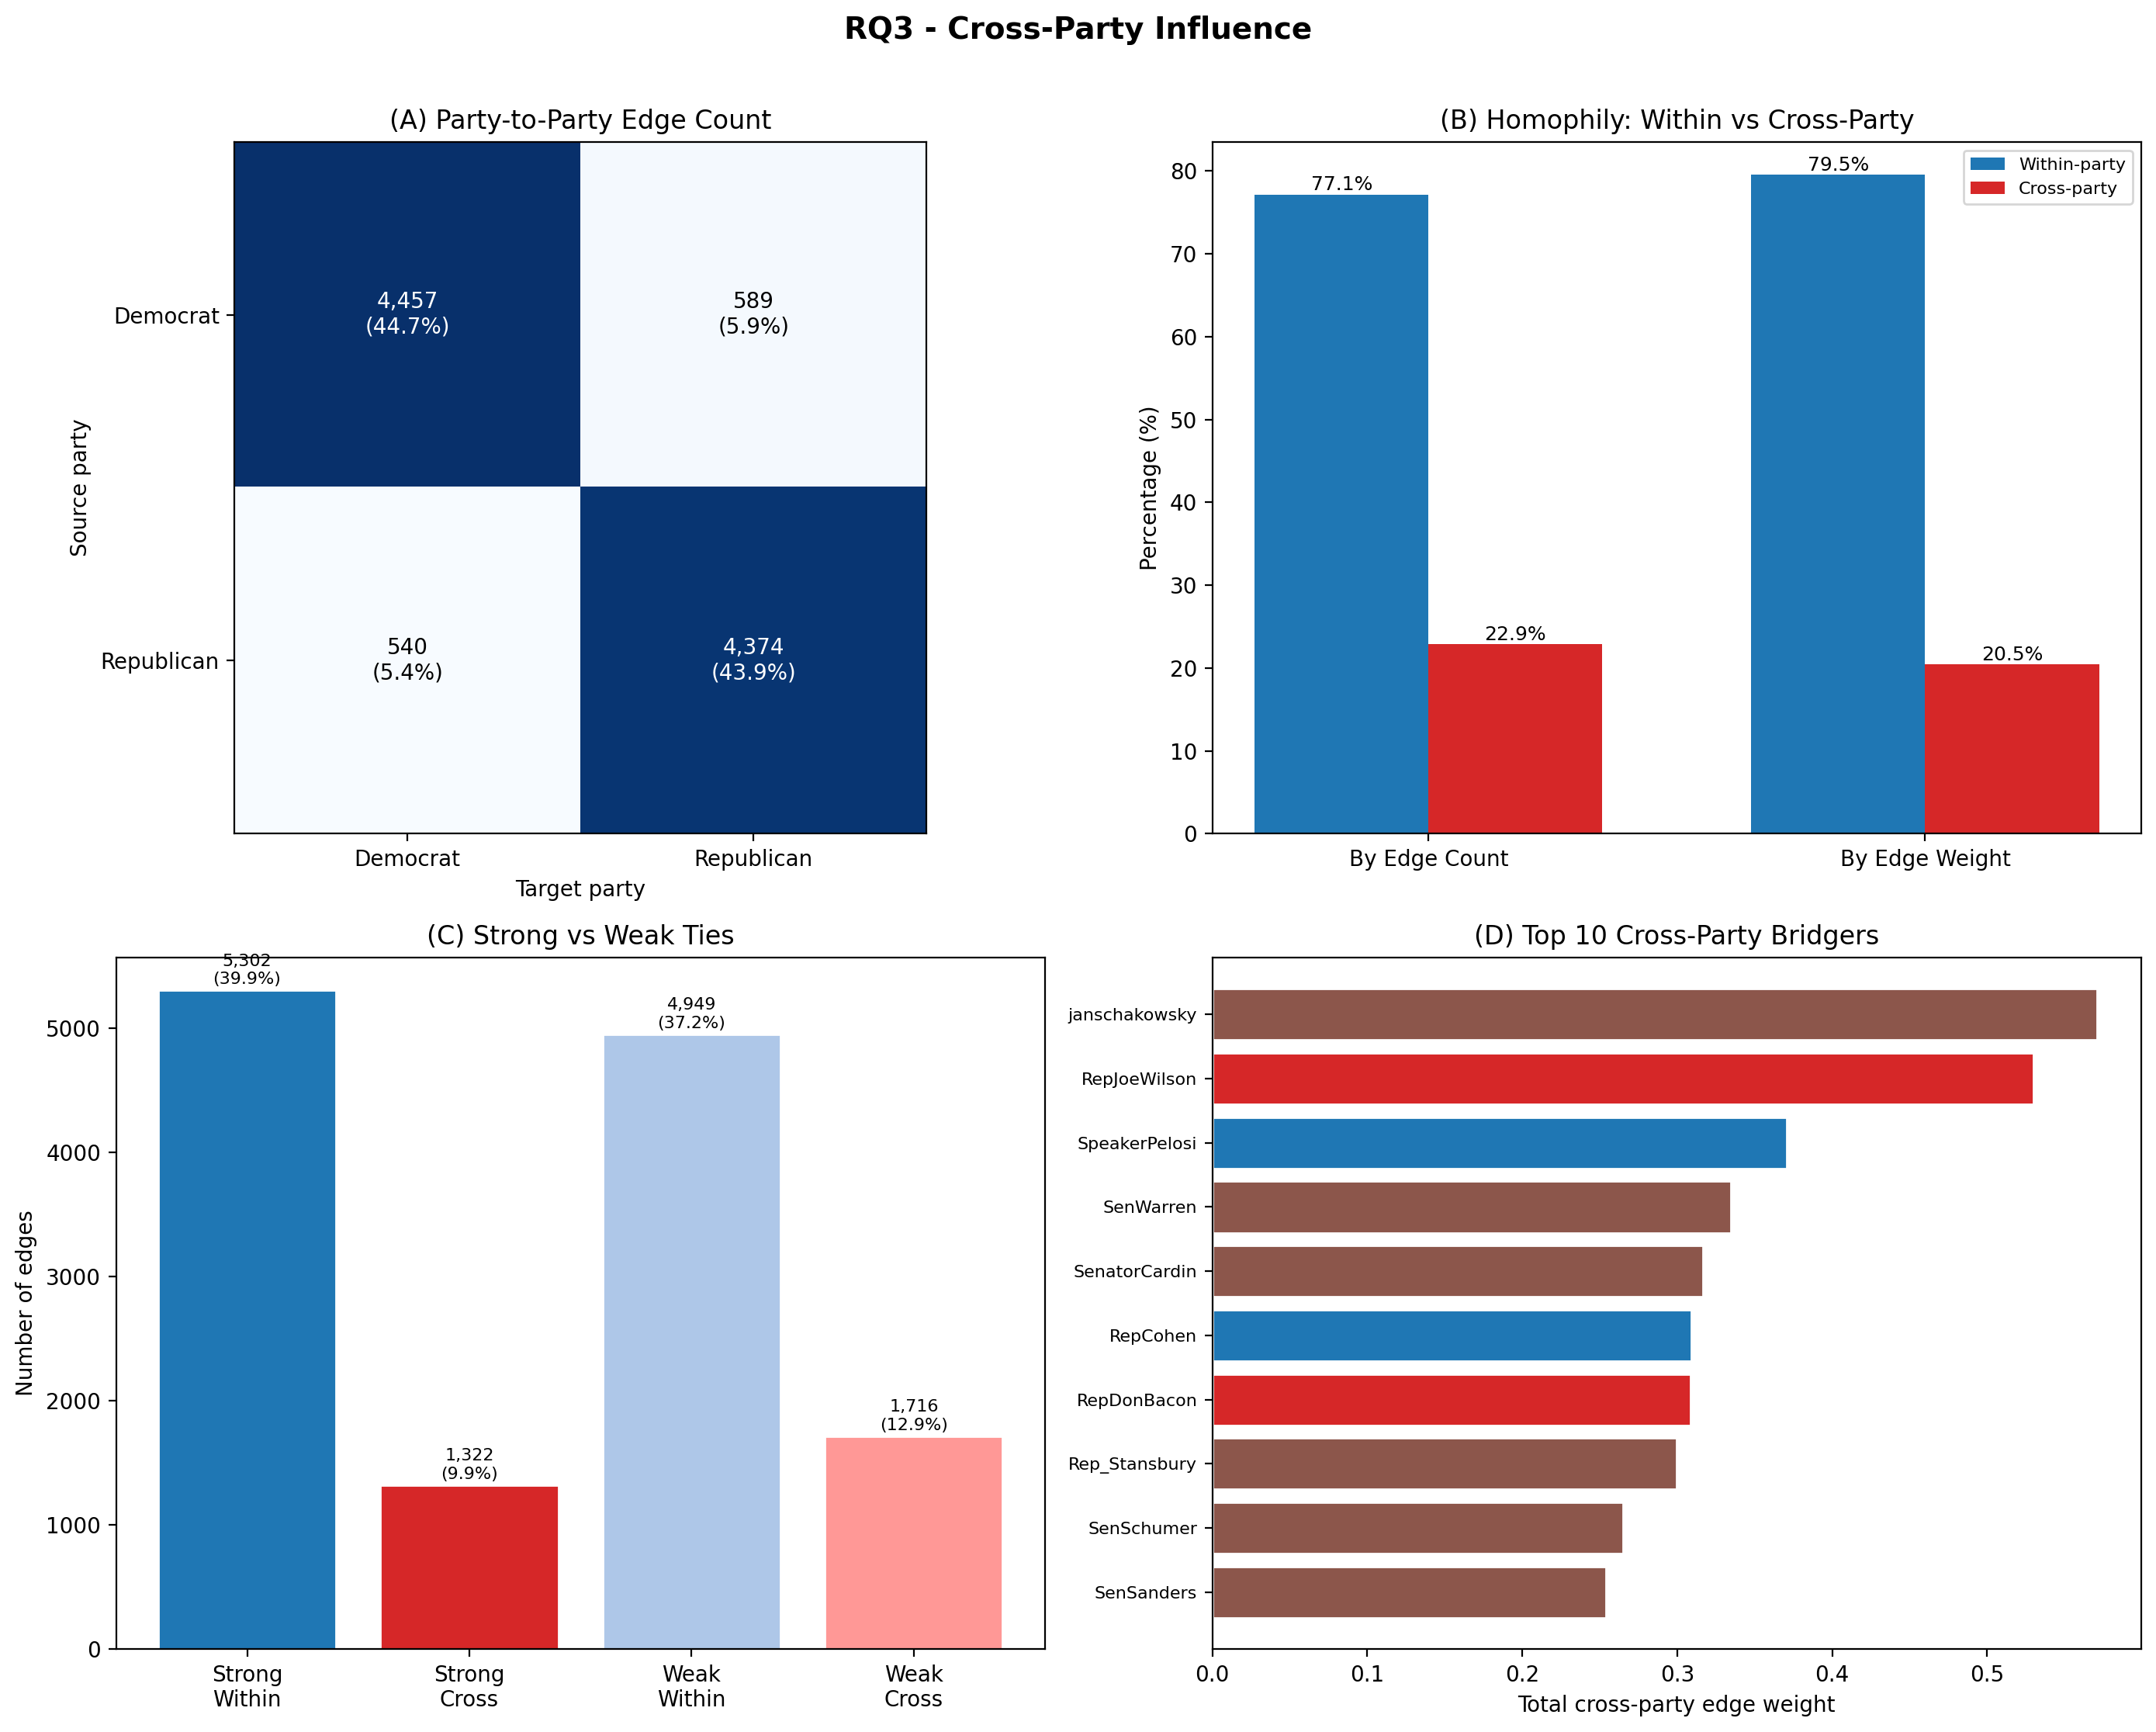 RQ3 - Cross-Party Influence
(A) Party-to-Party Edge Count
4,457
(44.7%)
589
(5.9%)
540
(5.4%)
4,374
(43.9%)
Democrat
Republican
Source party
Democrat
Republican
Target party
(B) Homophily: Within vs Cross-Party
Within-party
Cross-party
77.1%
22.9%
79.5%
20.5%
80
70
60
50
40
30
20
10
0
Percentage (%)
By Edge Count
By Edge Weight
(C) Strong vs Weak Ties
5,302
(39.9%)
1,322
(9.9%)
4,949
(37.2%)
1,716
(12.9%)
5000
4000
3000
2000
1000
0
Number of edges
Strong
Within
Strong
Cross
Weak
Within
Weak
Cross
(D) Top 10 Cross-Party Bridgers
janschakowsky
RepJoeWilson
SpeakerPelosi
SenWarren
SenatorCardin
RepCohen
RepDonBacon
Rep_Stansbury
SenSchumer
SenSanders
0.0
0.1
0.2
0.3
0.4
0.5
Total cross-party edge weight